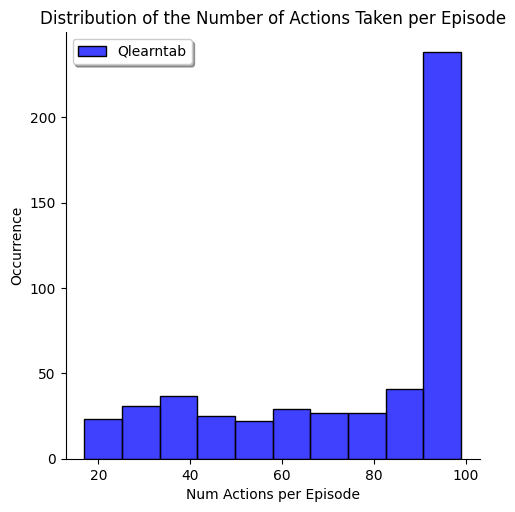 Distribution of the Number of Actions Taken per Episode
Qlearntab
Occurrence
200
150
100
50
0
20 40 60 80 100
Num Actions per Episode